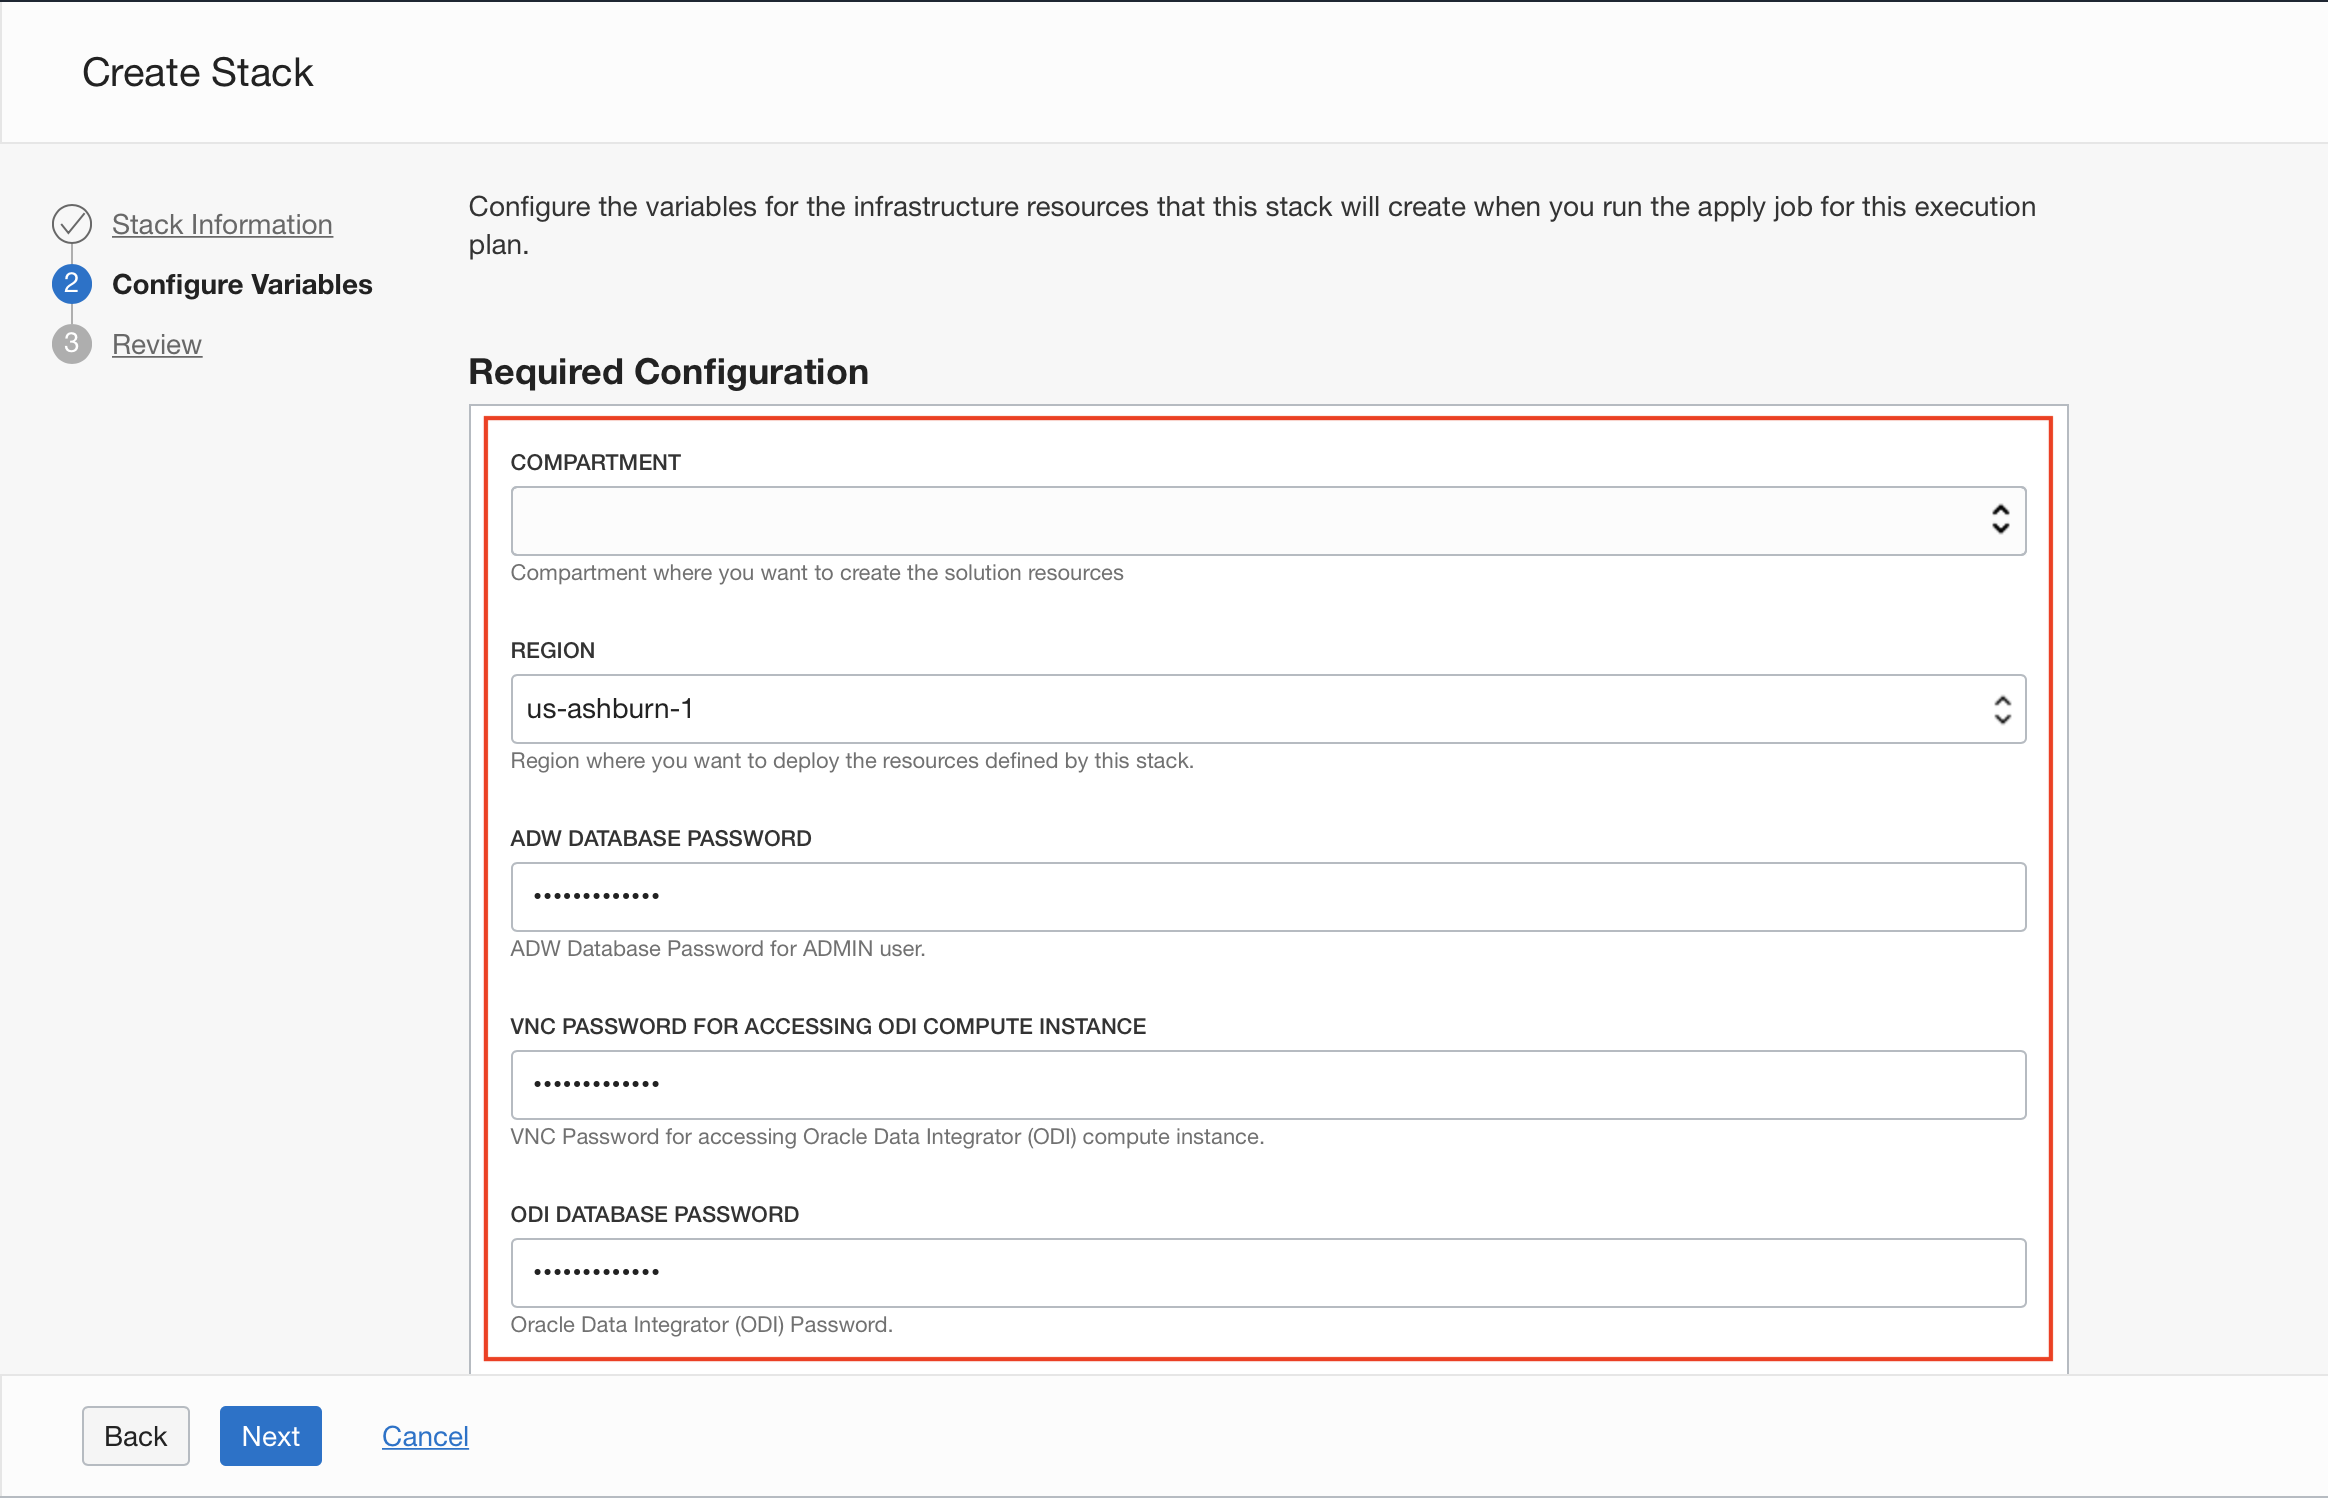 Create Stack
Stack Information
2
Configure Variables
3
Review
Configure the variables for the infrastructure resources that this stack will create when you run the apply job for this execution
plan.
Required Configuration
COMPARTMENT
Compartment where you want to create the solution resources
REGION
us-ashburn-1
Region where you want to deploy the resources defined by this stack.
ADW DATABASE PASSWORD
•••••••••••••
ADW Database Password for ADMIN user.
VNC PASSWORD FOR ACCESSING ODI COMPUTE INSTANCE
•••••••••••••
VNC Password for accessing Oracle Data Integrator (ODI) compute instance.
ODI DATABASE PASSWORD
•••••••••••••
Oracle Data Integrator (ODI) Password.
Back
Next
Cancel